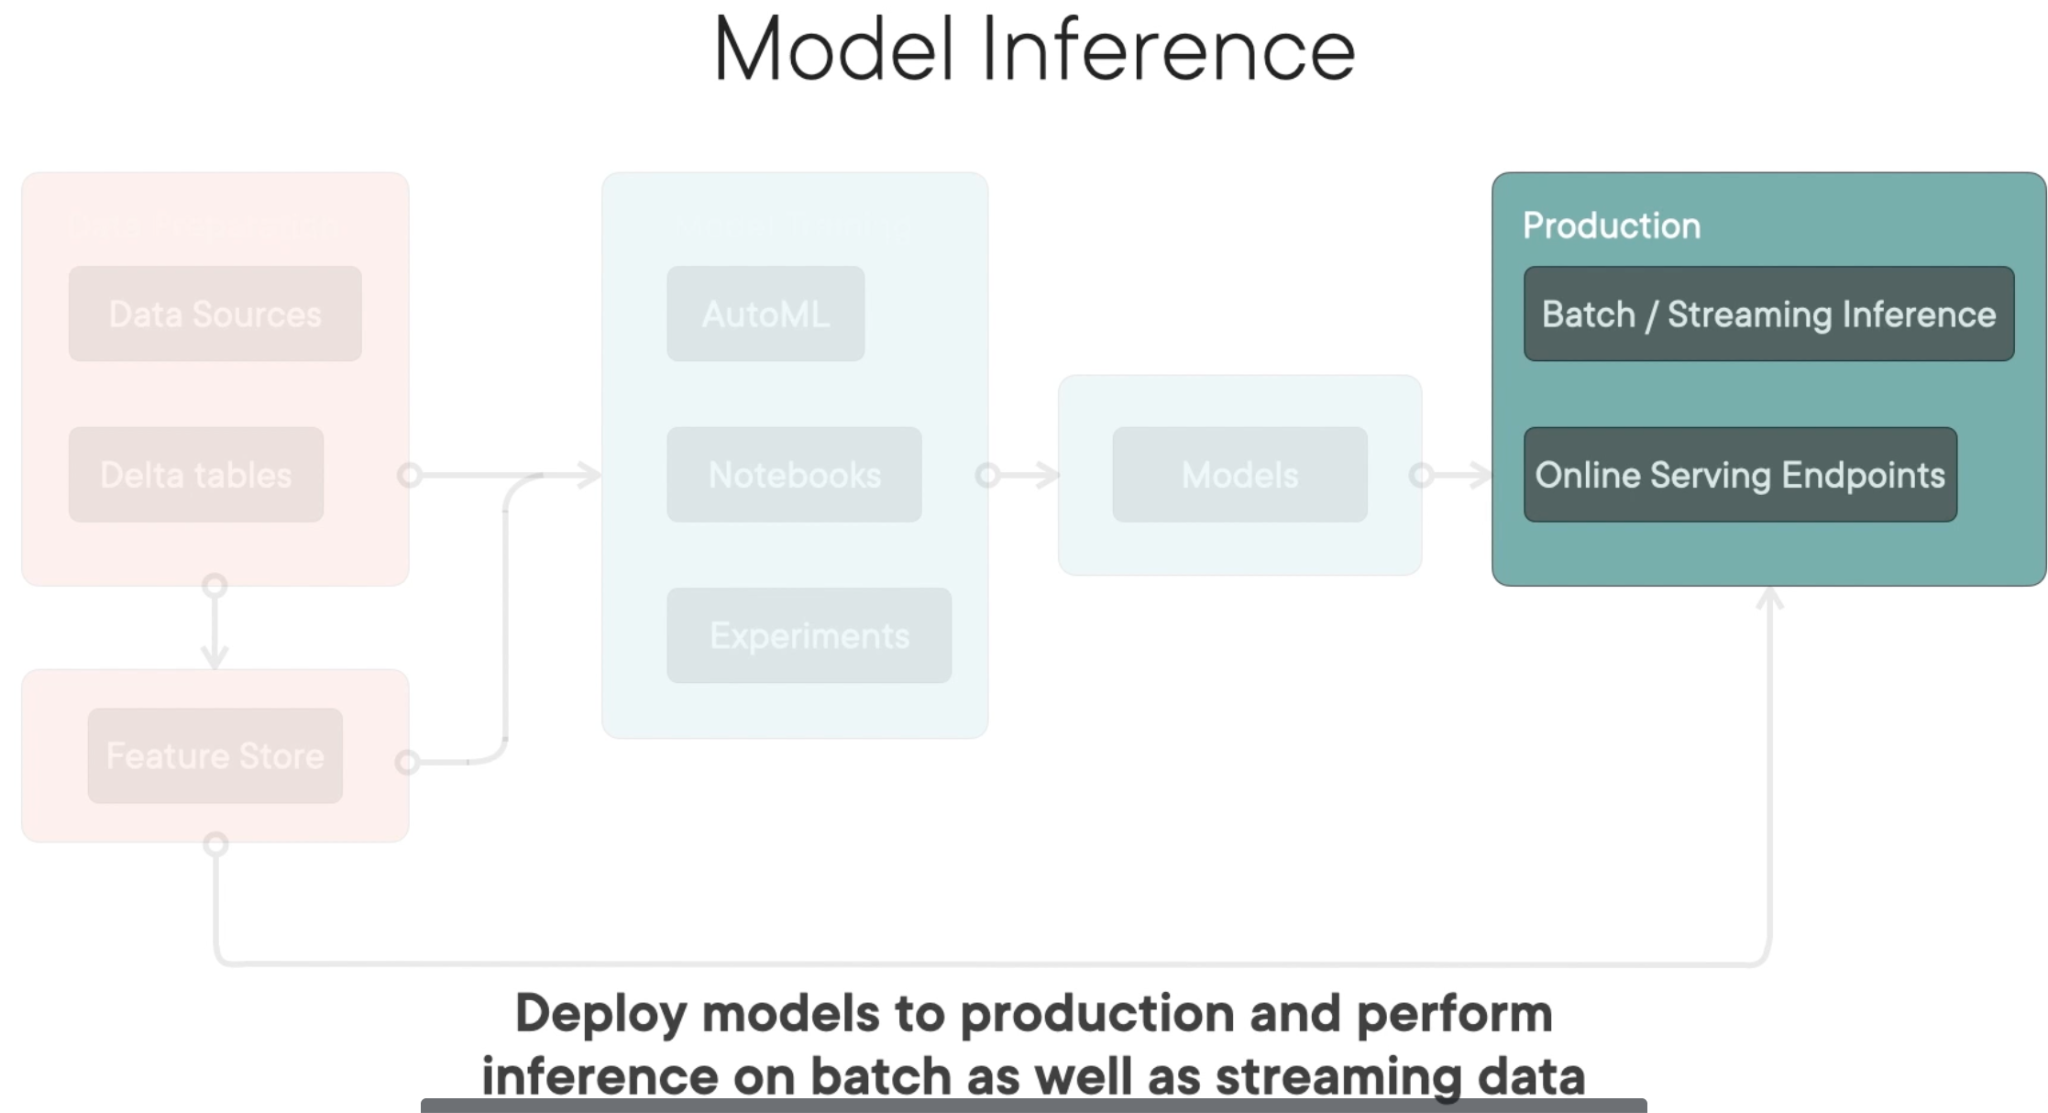 Model Inference
Data Sources
Delta tables
Feature Store
AutoML
Notebooks
Experiments
Models
Production
Batch / Streaming Inference
Online Serving Endpoints
Deploy models to production and perform
inference on batch as well as streaming data